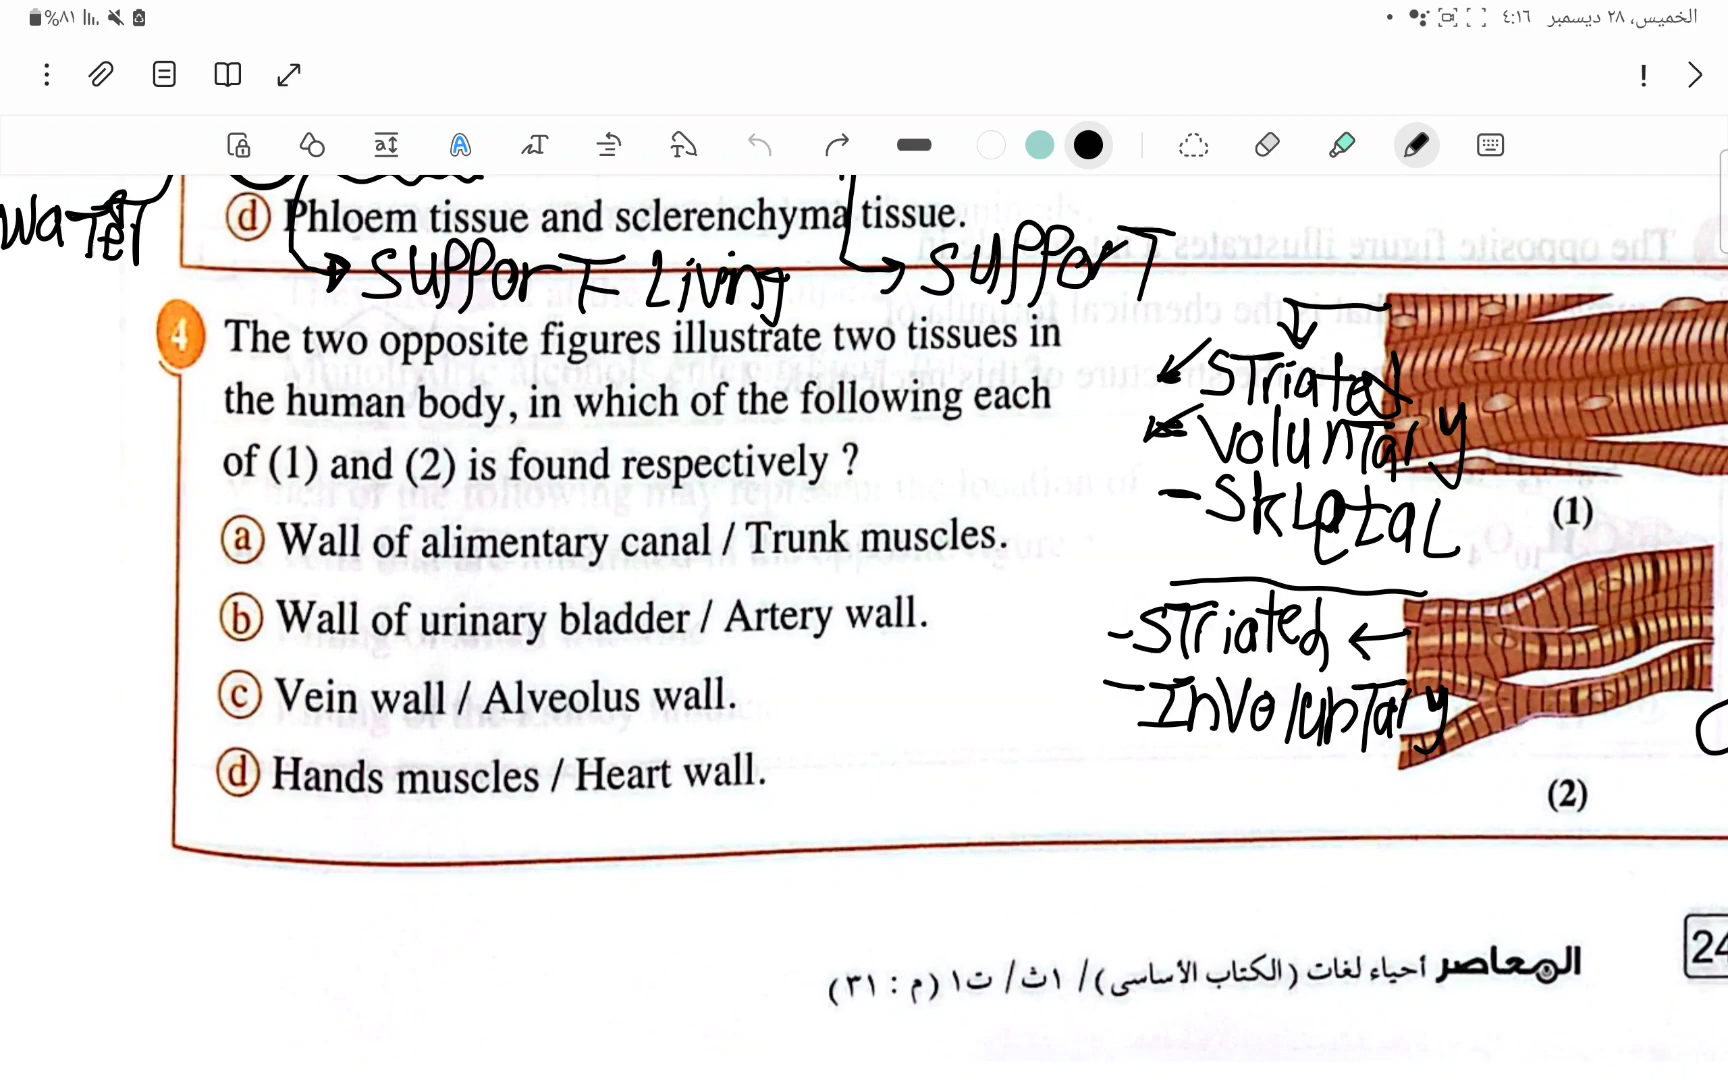 %٨١
الخميس، ٢٨ ديسمبر ٤:١٦
water
d Phloem tissue and sclerenchyma tissue.
Support Living
Support
4 The two opposite figures illustrate two tissues in
the human body, in which of the following each
of (1) and (2) is found respectively ?
a Wall of alimentary canal / Trunk muscles.
b Wall of urinary bladder / Artery wall.
c Vein wall / Alveolus wall.
d Hands muscles / Heart wall.
Striated
Voluntary
- Skletal
(1)
- Striated
- InVoluntary
(2)
24
المعاصر أحياء لغات (الكتاب الأساسى) / ١ث / ت١ (م : ٣١)